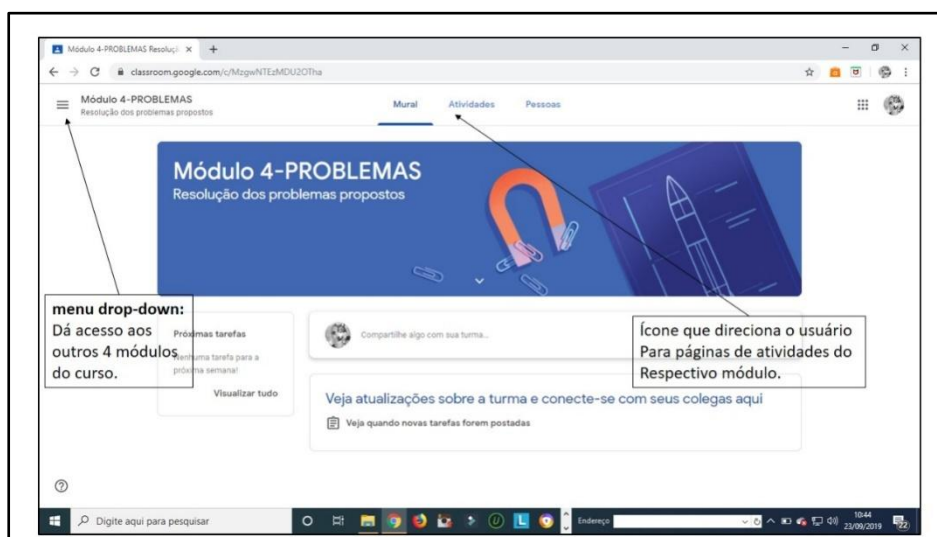 Módulo 4-PROBLEMAS Resoluçã
classroom.google.com/c/MzgwNTEzMDU2OTha
Módulo 4-PROBLEMAS
Resolução dos problemas propostos
Mural Atividades Pessoas
Módulo 4-PROBLEMAS
Resolução dos problemas propostos
menu drop-down:
Dá acesso aos
outros 4 módulos
do curso.
Próximas tarefas
Nenhuma tarefa para a
próxima semana!
Visualizar tudo
Compartilhe algo com sua turma...
Ícone que direciona o usuário
Para páginas de atividades do
Respectivo módulo.
Veja atualizações sobre a turma e conecte-se com seus colegas aqui
Veja quando novas tarefas forem postadas
Digite aqui para pesquisar
Endereço
10:44
23/09/2019
22